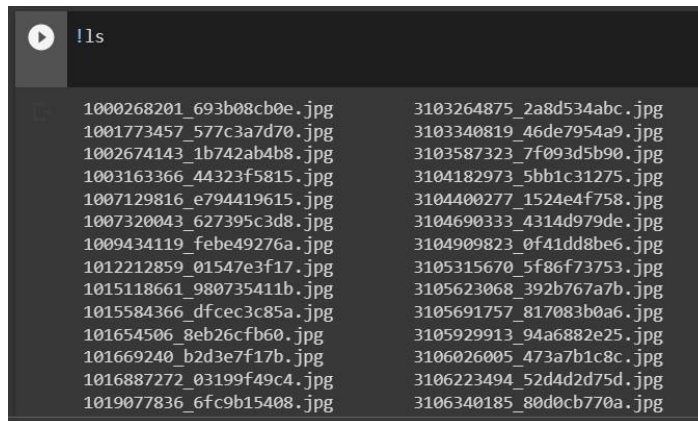 !ls
1000268201_693b08cb0e.jpg 3103264875_2a8d534abc.jpg
1001773457_577c3a7d70.jpg 3103340819_46de7954a9.jpg
1002674143_1b742ab4b8.jpg 3103587323_7f093d5b90.jpg
1003163366_44323f5815.jpg 3104182973_5bb1c31275.jpg
1007129816_e794419615.jpg 3104400277_1524e4f758.jpg
1007320043_627395c3d8.jpg 3104690333_4314d979de.jpg
1009434119_febe49276a.jpg 3104909823_0f41dd8be6.jpg
1012212859_01547e3f17.jpg 3105315670_5f86f73753.jpg
1015118661_980735411b.jpg 3105623068_392b767a7b.jpg
1015584366_dfcec3c85a.jpg 3105691757_817083b0a6.jpg
101654506_8eb26cfb60.jpg 3105929913_94a6882e25.jpg
101669240_b2d3e7f17b.jpg 3106026005_473a7b1c8c.jpg
1016887272_03199f49c4.jpg 3106223494_52d4d2d75d.jpg
1019077836_6fc9b15408.jpg 3106340185_80d0cb770a.jpg